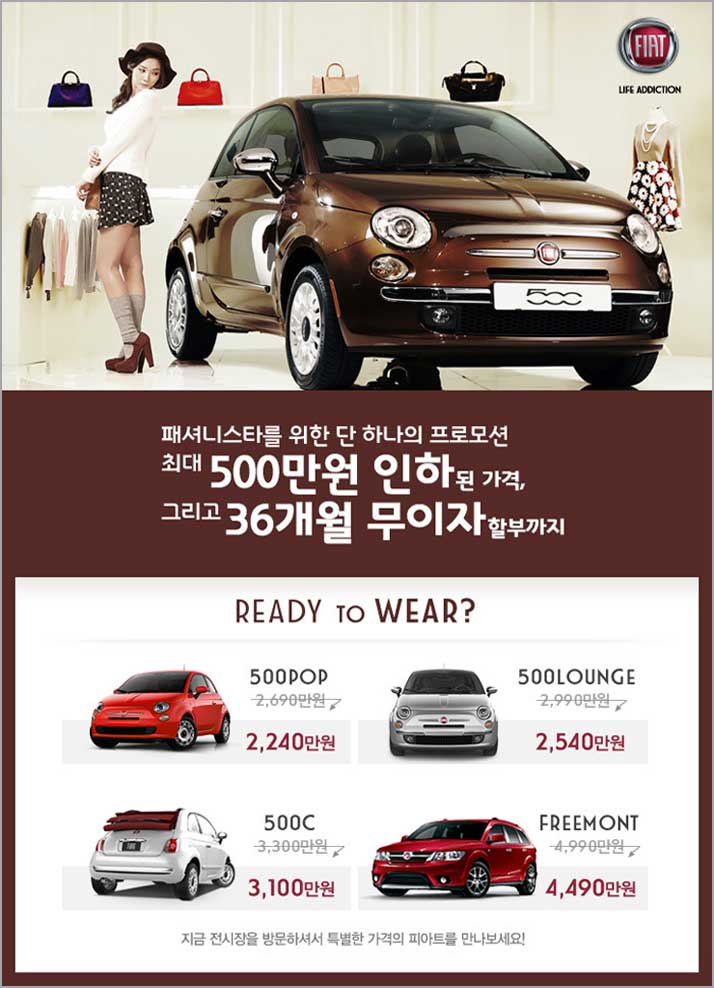 FIAT
LIFE ADDICTION
500
패셔니스타를 위한 단 하나의 프로모션
최대 500만원 인하된 가격,
그리고 36개월 무이자할부까지
READY TO WEAR?
500POP
2,690만원
2,240만원
500LOUNGE
2,990만원
2,540만원
500C
3,300만원
3,100만원
FREEMONT
4,990만원
4,490만원
지금 전시장을 방문하셔서 특별한 가격의 피아트를 만나보세요!